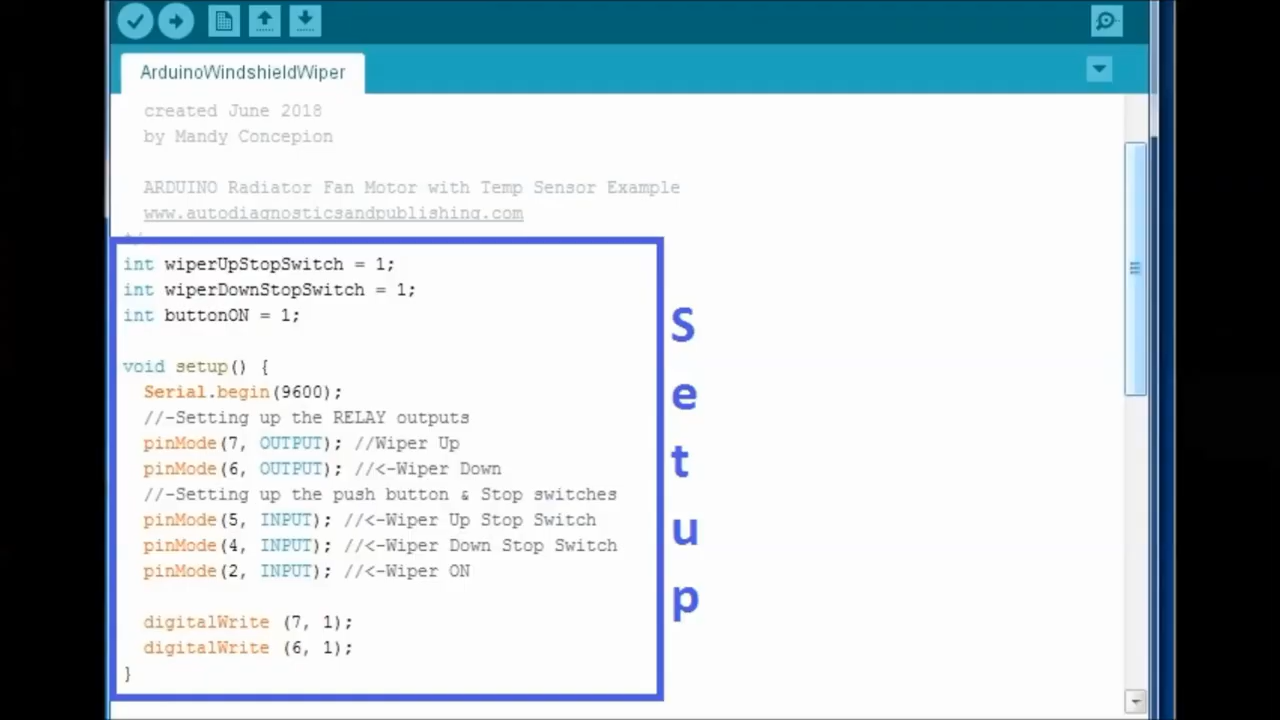 ArduinoWindshieldWiper
created June 2018
by Mandy Concepion
ARDUINO Radiator Fan Motor with Temp Sensor Example
www.autodiagnosticsandpublishing.com
*/
int wiperUpStopSwitch = 1;
int wiperDownStopSwitch = 1;
int buttonON = 1;
void setup() {
Serial.begin(9600);
//-Setting up the RELAY outputs
pinMode(7, OUTPUT); //Wiper Up
pinMode(6, OUTPUT); //<-Wiper Down
//-Setting up the push button & Stop switches
pinMode(5, INPUT); //<-Wiper Up Stop Switch
pinMode(4, INPUT); //<-Wiper Down Stop Switch
pinMode(2, INPUT); //<-Wiper ON
digitalWrite (7, 1);
digitalWrite (6, 1);
}
S
e
t
u
p